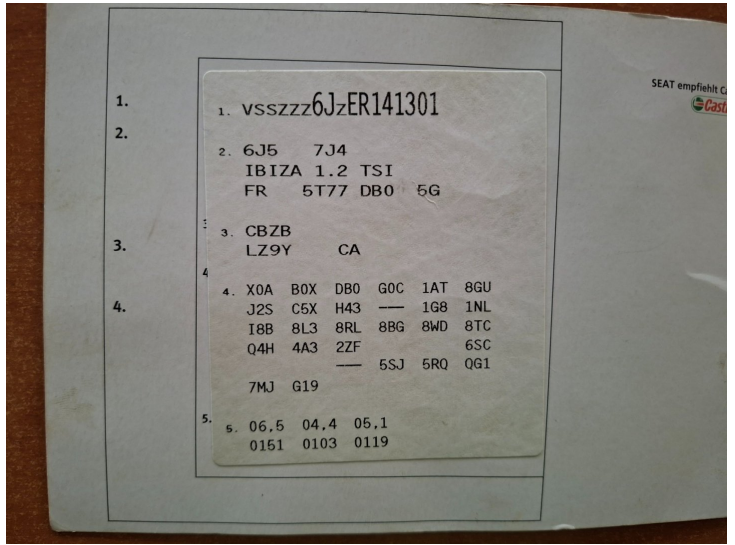 SEAT empfiehlt
1.
2.
3.
4.
1. VSSZZZ6JZER141301
2. 6J5 7J4
IBIZA 1.2 TSI
FR 5T77 DB0 5G
3. CBZB
LZ9Y CA
4
4. X0A B0X DB0 G0C 1AT 8GU
J2S C5X H43 --- 1G8 1NL
I8B 8L3 8RL 8BG 8WD 8TC
Q4H 4A3 2ZF 6SC
--- 5SJ 5RQ QG1
7MJ G19
5.
5. 06,5 04,4 05,1
0151 0103 0119